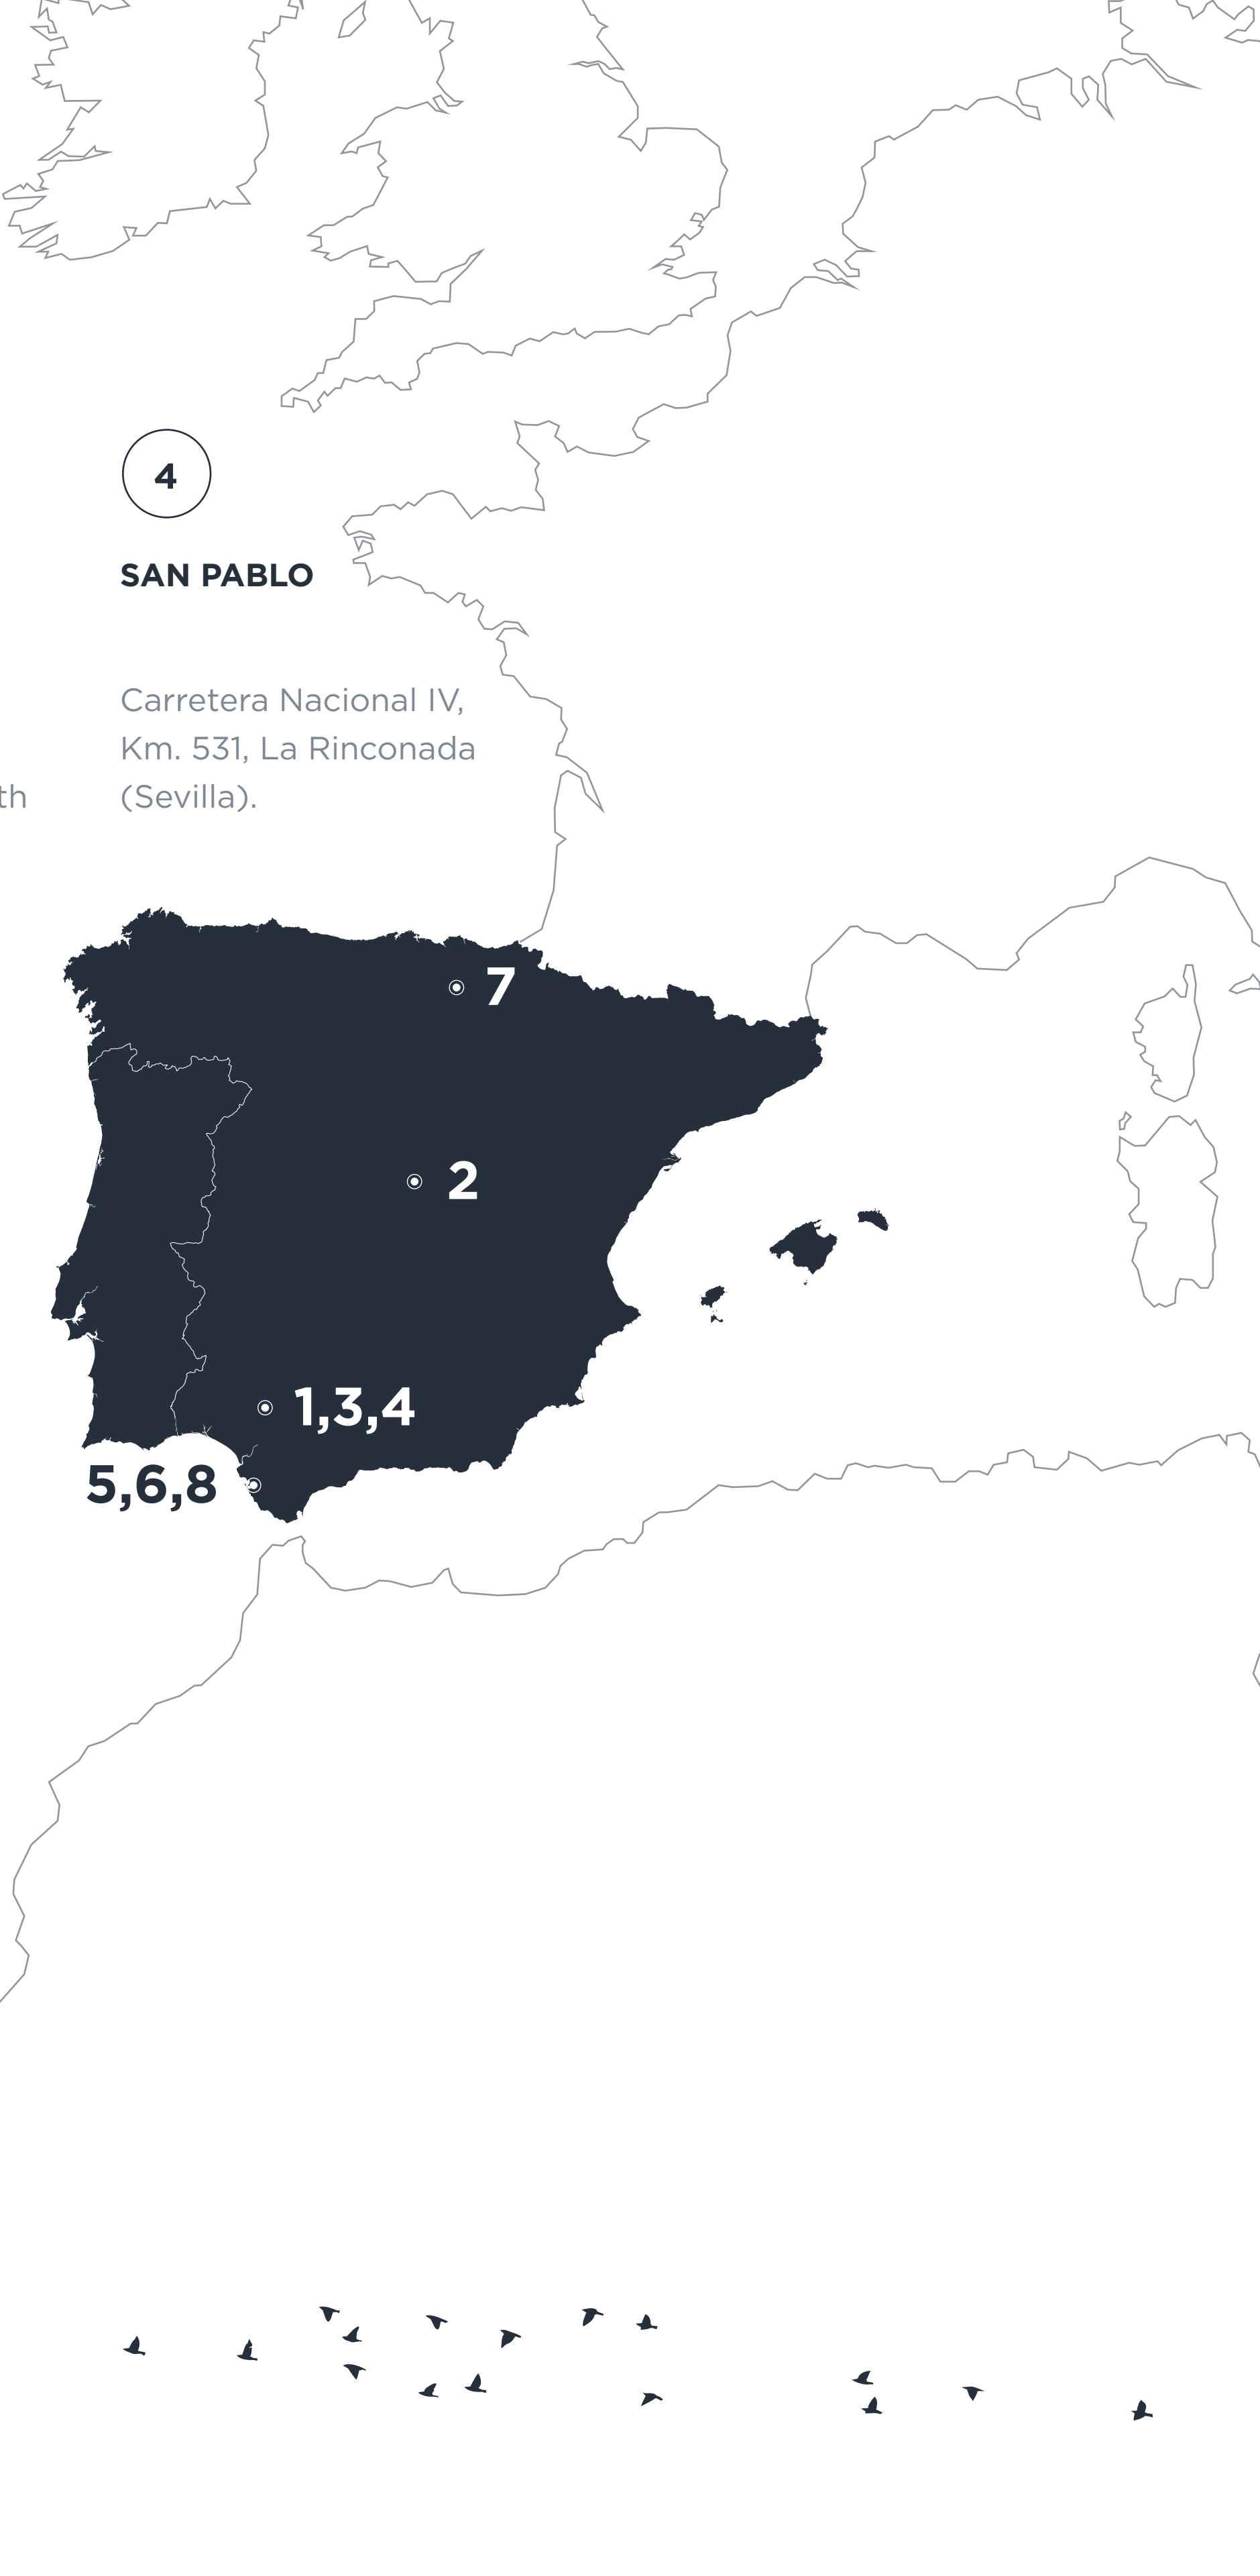 4
SAN PABLO
Carretera Nacional IV,
Km. 531, La Rinconada
th
(Sevilla).
7
2
1,3,4
5,6,8